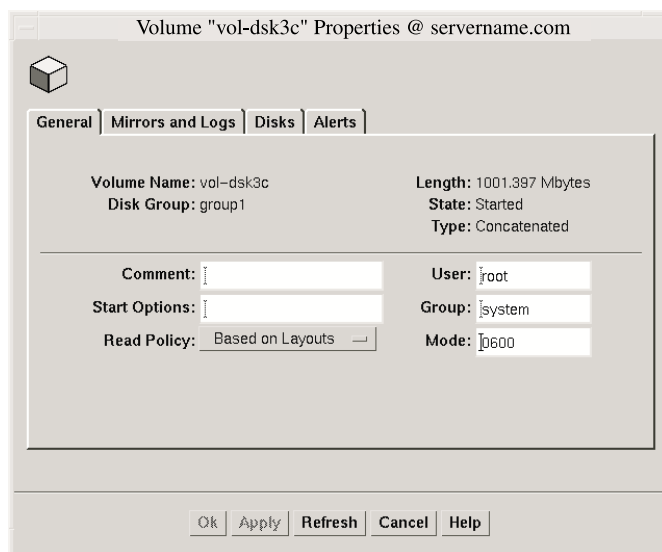 Volume "vol-dsk3c" Properties @ servername.com
General Mirrors and Logs Disks Alerts
Volume Name: vol-dsk3c Length: 1001.397 Mbytes
Disk Group: group1 State: Started
Type: Concatenated
Comment: User: root
Start Options: Group: system
Read Policy: Based on Layouts Mode: 0600
Ok Apply Refresh Cancel Help